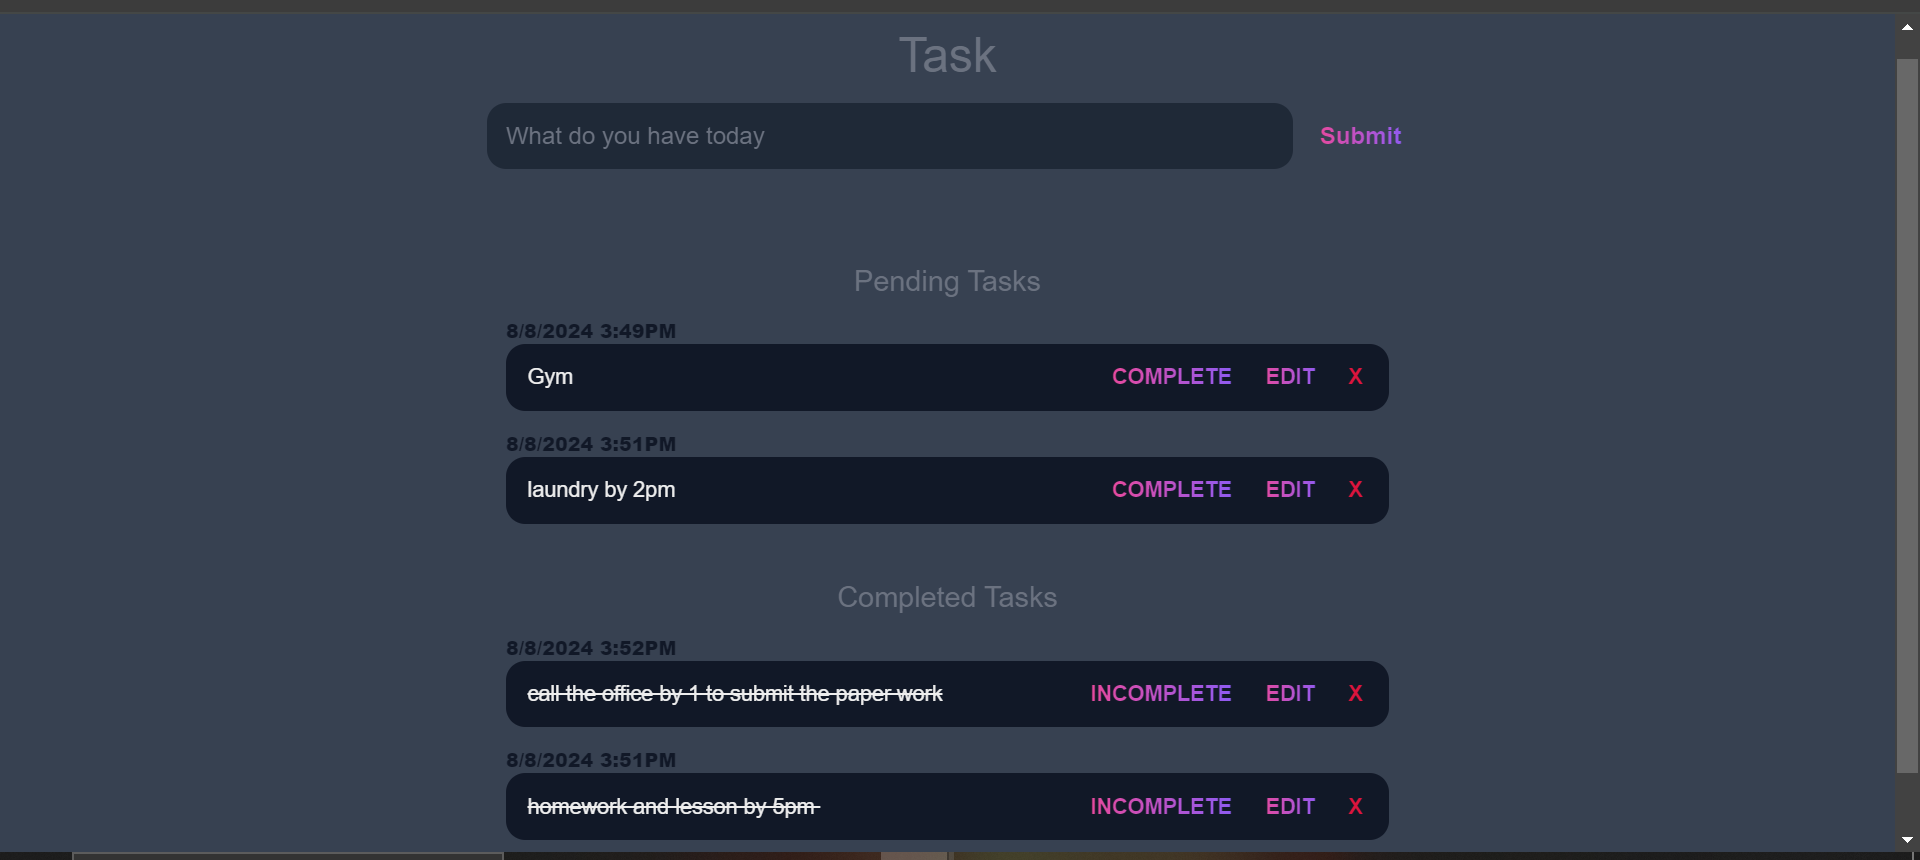 Task
What do you have today Submit
Pending Tasks
8/8/2024 3:49PM
Gym COMPLETE EDIT X
8/8/2024 3:51PM
laundry by 2pm COMPLETE EDIT X
Completed Tasks
8/8/2024 3:52PM
call the office by 1 to submit the paper work INCOMPLETE EDIT X
8/8/2024 3:51PM
homework and lesson by 5pm INCOMPLETE EDIT X